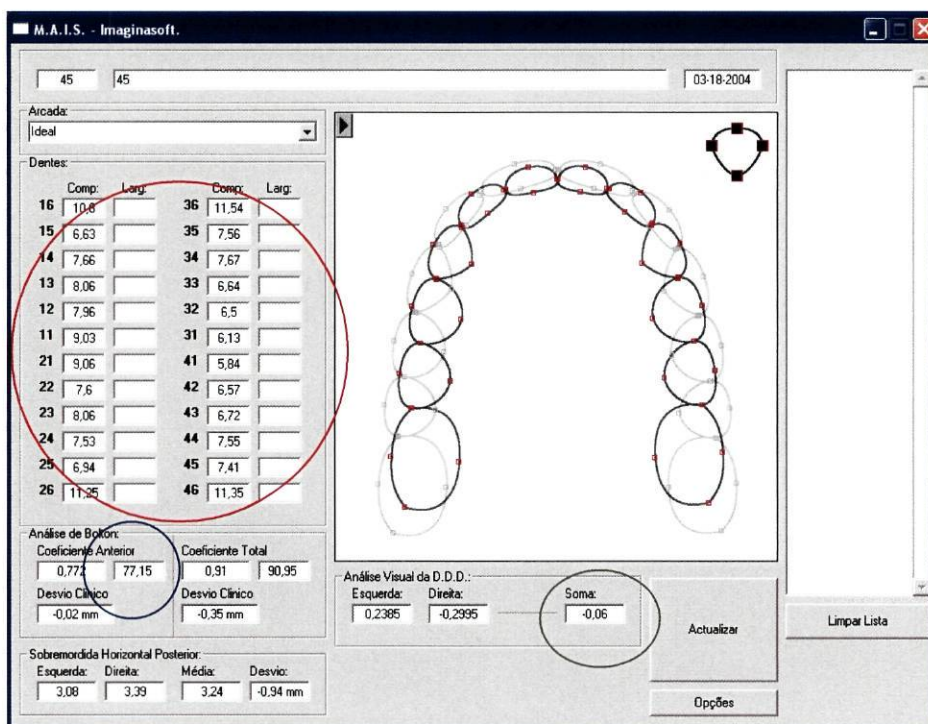 M.A.I.S. - Imaginasoft.
45 45 03-18-2004
Arcada:
Ideal
Dentes:
Comp: Larg: Comp: Larg:
16 10,8 36 11,54
15 6,63 35 7,56
14 7,66 34 7,67
13 8,06 33 6,64
12 7,96 32 6,5
11 9,03 31 6,13
21 9,06 41 5,84
22 7,6 42 6,57
23 8,06 43 6,72
24 7,53 44 7,55
25 6,94 45 7,41
26 11,25 46 11,35
Análise de Bolton:
Coeficiente Anterior Coeficiente Total
0,772 77,15 0,91 90,95
Desvio Clínico Desvio Clínico
-0,02 mm -0,35 mm
Sobremordida Horizontal Posterior:
Esquerda: Direita: Média: Desvio:
3,08 3,39 3,24 -0,94 mm
Análise Visual da D.D.D.:
Esquerda: Direita: Soma:
0,2385 -0,2995 -0,06
Actualizar
Opções
Limpar Lista